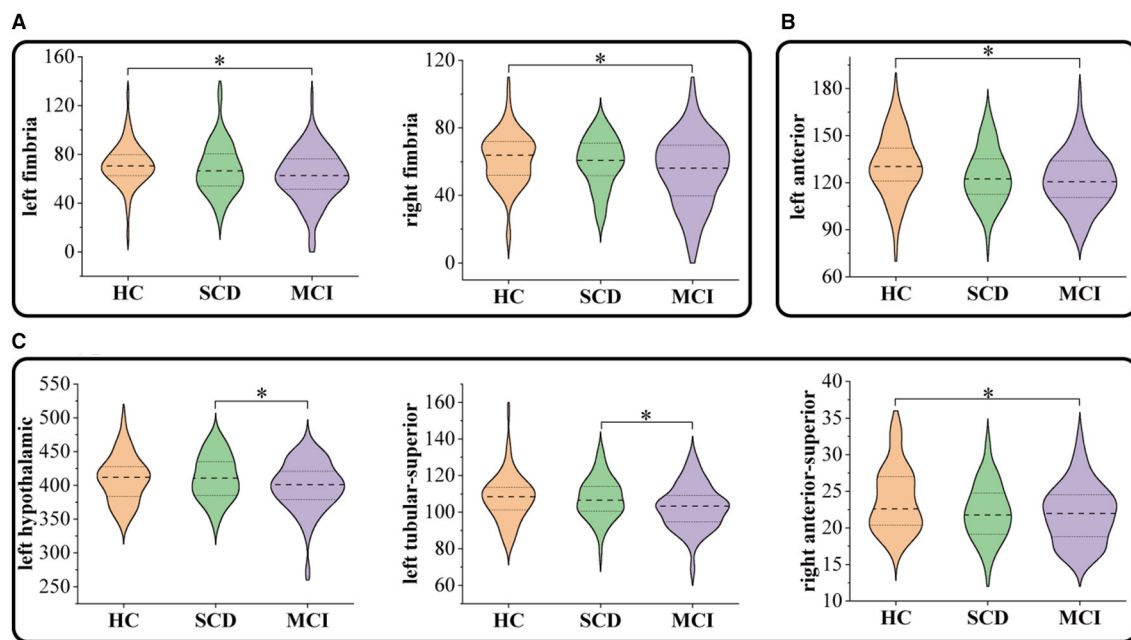 A
B
left fimbria
160
120
80
40
0
*
HC SCD MCI
right fimbria
120
80
40
0
*
HC SCD MCI
left anterior
180
150
120
90
60
*
HC SCD MCI
C
left hypothalamic
550
500
450
400
350
300
250
*
HC SCD MCI
left tubular-superior
160
140
120
100
80
60
*
HC SCD MCI
right anterior-superior
40
35
30
25
20
15
10
*
HC SCD MCI